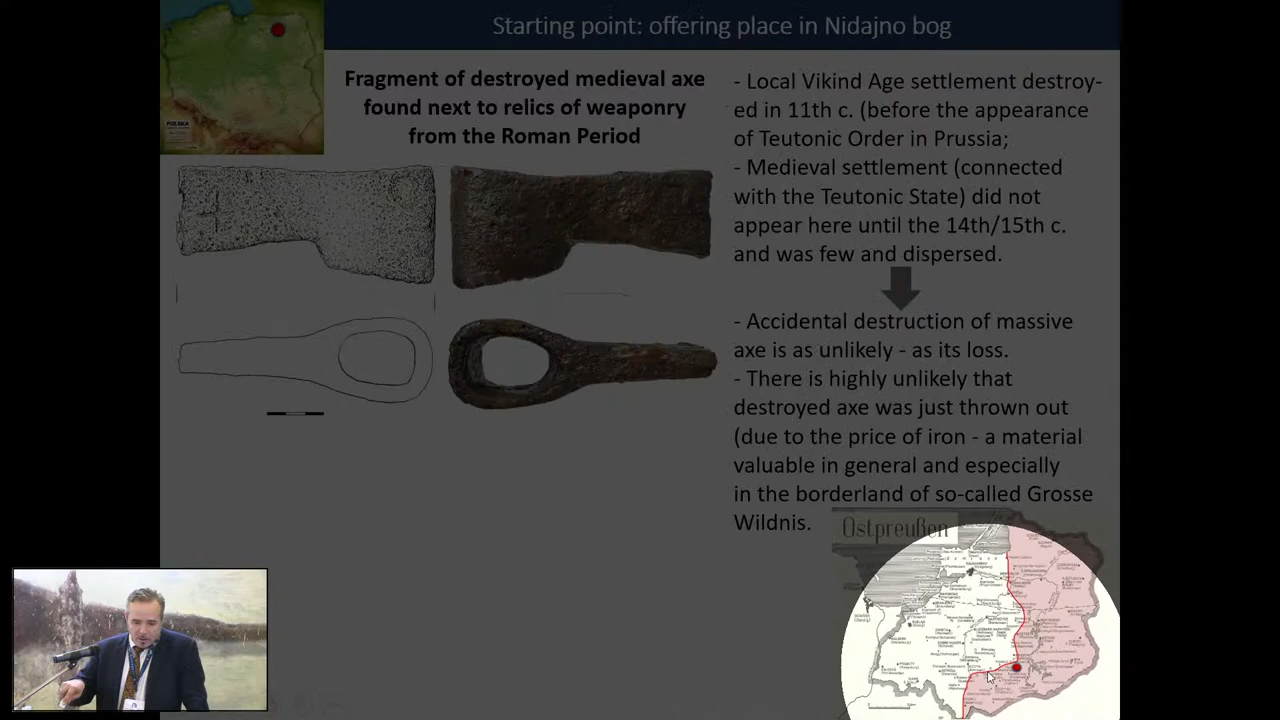 Starting point: offering place in Nidajno bog
POLSKA
Fragment of destroyed medieval axe
found next to relics of weaponry
from the Roman Period
- Local Vikind Age settlement destroy-
ed in 11th c. (before the appearance
of Teutonic Order in Prussia;
- Medieval settlement (connected
with the Teutonic State) did not
appear here until the 14th/15th c.
and was few and dispersed.
- Accidental destruction of massive
axe is as unlikely - as its loss.
- There is highly unlikely that
destroyed axe was just thrown out
(due to the price of iron - a material
valuable in general and especially
in the borderland of so-called Grosse
Wildnis.
Ostpreußen